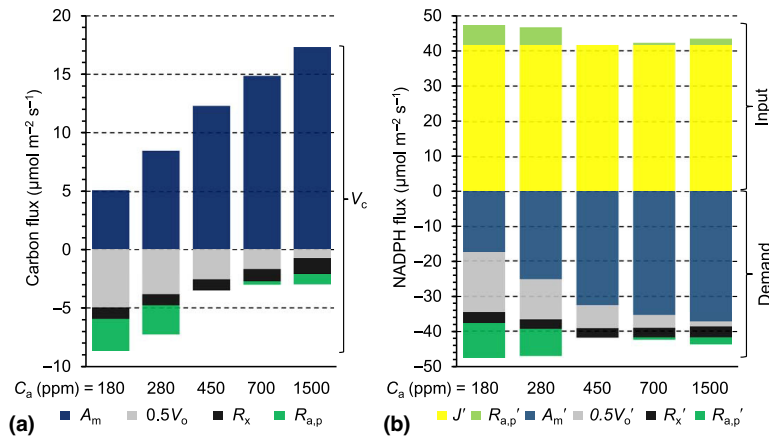 20
15
10
5
0
−5
−10
Carbon flux (µmol m⁻² s⁻¹)
V_c
C_a (ppm) = 180 280 450 700 1500
(a) A_m 0.5V_o R_x R_a,p
50
40
30
20
10
0
−10
−20
−30
−40
−50
NADPH flux (µmol m⁻² s⁻¹)
Input
Demand
C_a (ppm) = 180 280 450 700 1500
(b) J′ R_a,p′ A_m′ 0.5V_o′ R_x′ R_a,p′